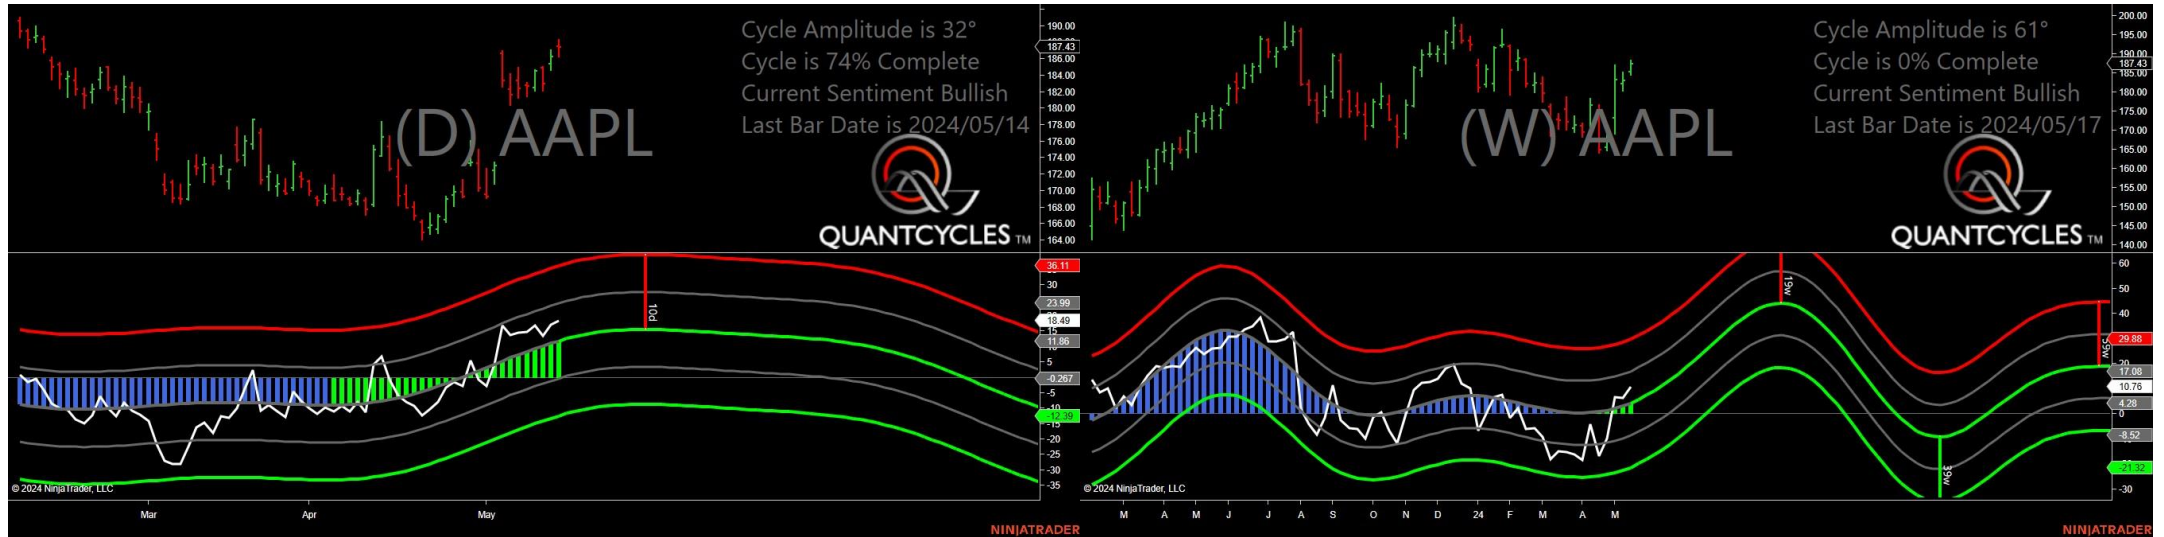 Cycle Amplitude is 32°
Cycle is 74% Complete
Current Sentiment Bullish
Last Bar Date is 2024/05/14
(D) AAPL
QUANTCYCLES TM
190.00
187.43
186.00
184.00
182.00
180.00
178.00
176.00
174.00
172.00
170.00
168.00
166.00
164.00
36.11
30
23.99
18.49
15
11.86
5
-0.267
-5
-10
-12.39
-15
-20
-25
-30
-35
10d
© 2024 NinjaTrader, LLC
Mar Apr May
NINJATRADER
Cycle Amplitude is 61°
Cycle is 0% Complete
Current Sentiment Bullish
Last Bar Date is 2024/05/17
(W) AAPL
QUANTCYCLES TM
200.00
195.00
190.00
187.43
185.00
180.00
175.00
170.00
165.00
160.00
155.00
150.00
145.00
140.00
60
50
40
29.88
20
17.08
10.76
4.28
0
-8.52
-21.32
-30
19w
39w
59w
© 2024 NinjaTrader, LLC
M A M J J A S O N D 24 F M A M
NINJATRADER